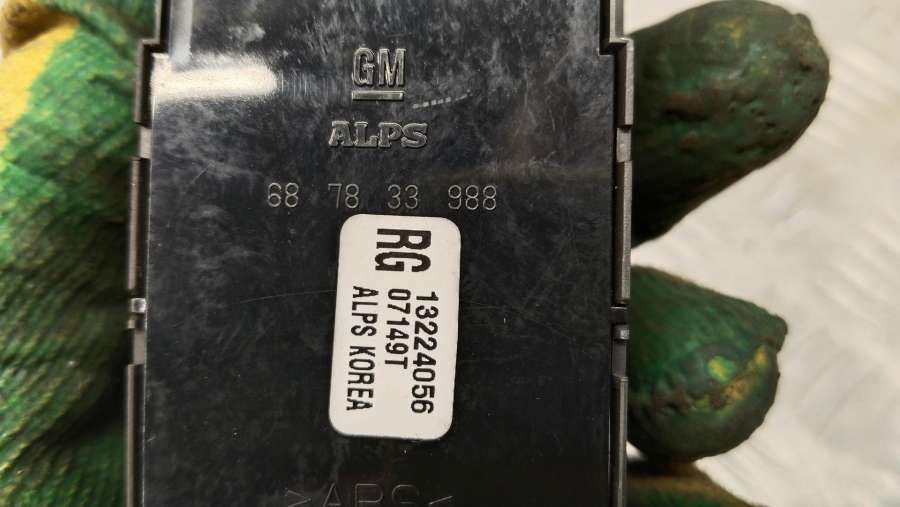 GM
ALPS
68 78 33 988
RG
13224056
07149T
ALPS KOREA
>ABS<